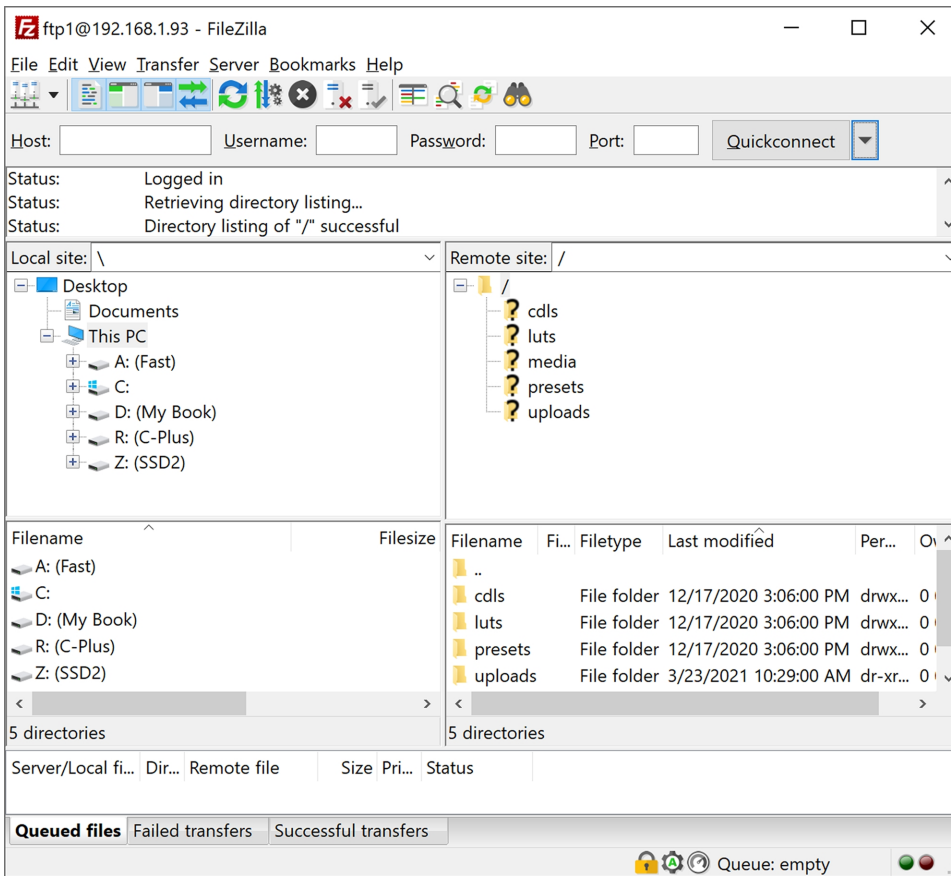 Fz ftp1@192.168.1.93 - FileZilla
File Edit View Transfer Server Bookmarks Help
Host: Username: Password: Port: Quickconnect
Status: Logged in
Status: Retrieving directory listing...
Status: Directory listing of "/" successful
Local site: \
Desktop
Documents
This PC
A: (Fast)
C:
D: (My Book)
R: (C-Plus)
Z: (SSD2)
Remote site: /
/
cdls
luts
media
presets
uploads
Filename Filesize
A: (Fast)
C:
D: (My Book)
R: (C-Plus)
Z: (SSD2)
5 directories
Filename Fi... Filetype Last modified Per...
..
cdls File folder 12/17/2020 3:06:00 PM drwx... 0
luts File folder 12/17/2020 3:06:00 PM drwx... 0
presets File folder 12/17/2020 3:06:00 PM drwx... 0
uploads File folder 3/23/2021 10:29:00 AM dr-xr... 0
5 directories
Server/Local fi... Dir... Remote file Size Pri... Status
Queued files Failed transfers Successful transfers
Queue: empty